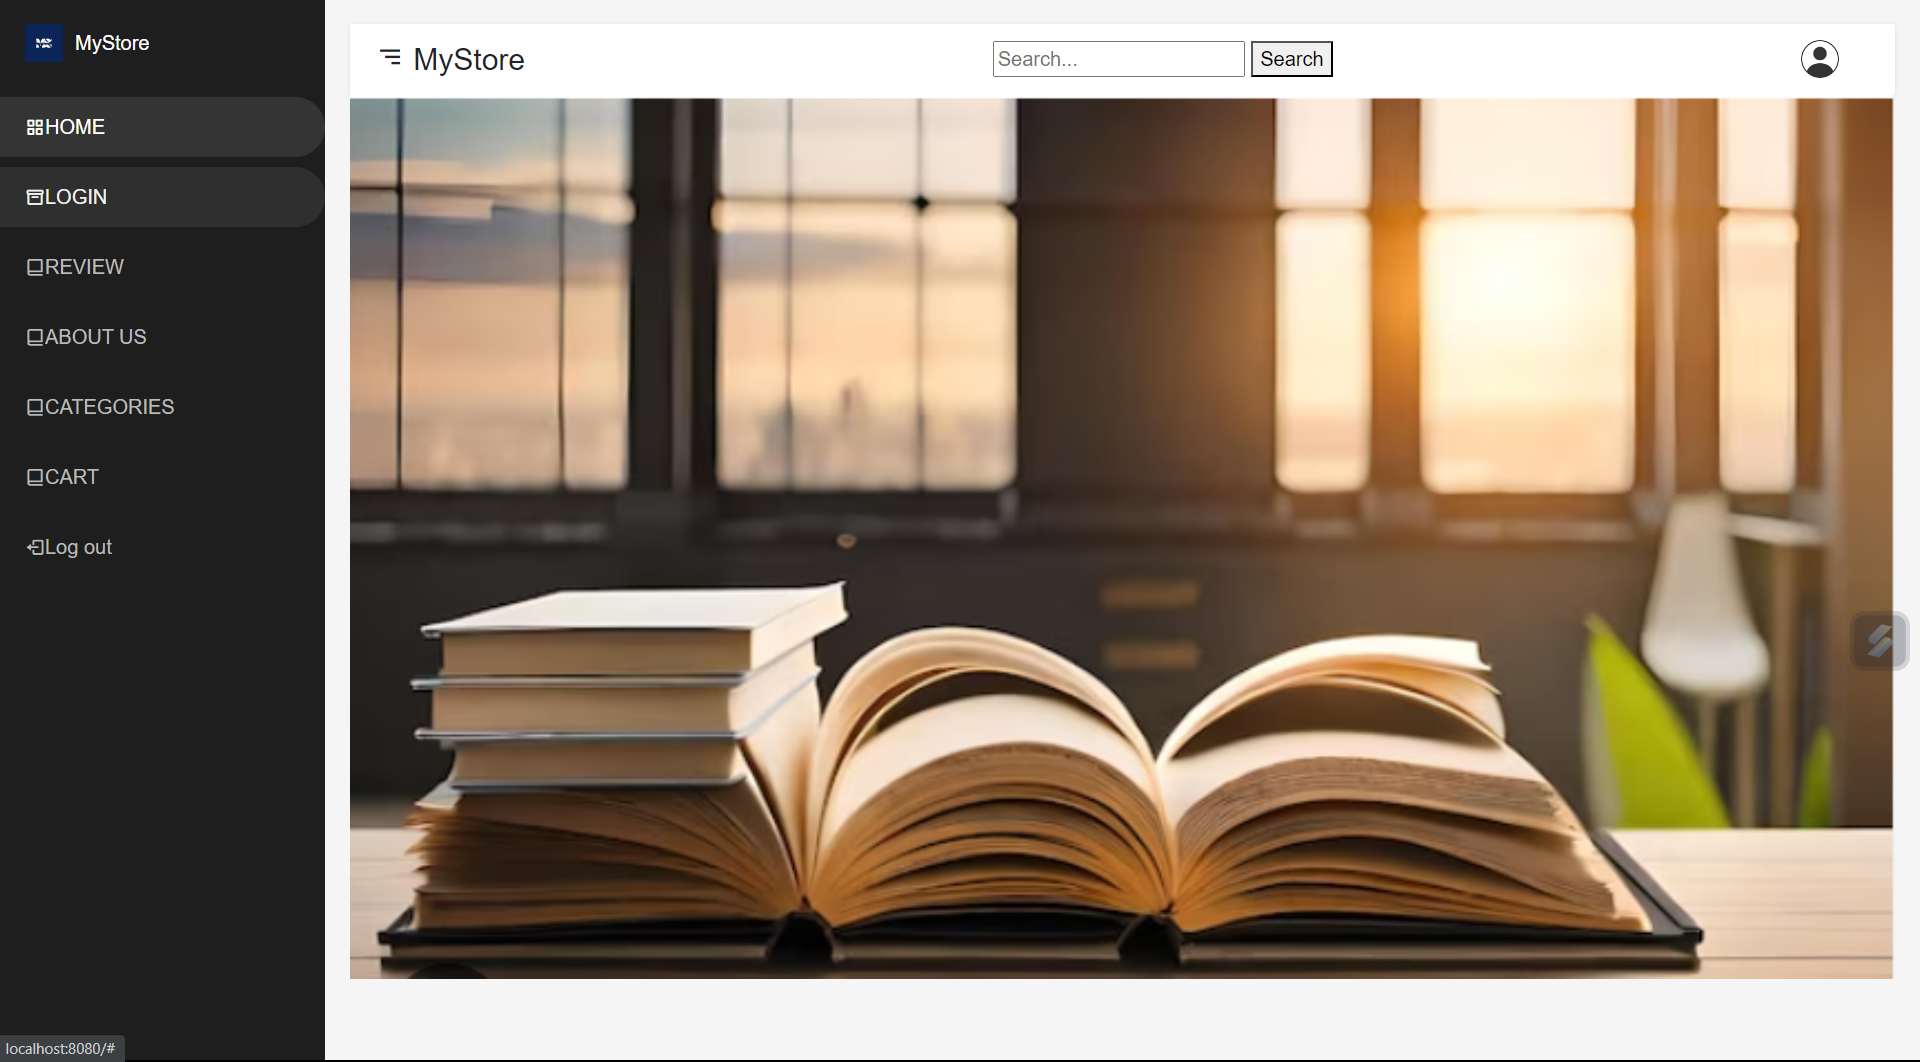 MyStore
HOME
LOGIN
REVIEW
ABOUT US
CATEGORIES
CART
Log out
MyStore
Search...
Search
localhost:8080/#